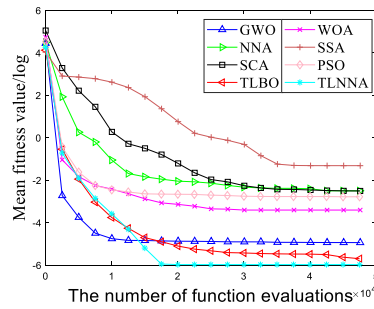 6
4
2
0
-2
-4
-6
Mean fitness value/log
GWO WOA
NNA SSA
SCA PSO
TLBO TLNNA
0 1 2 3 4 ×10⁴
The number of function evaluations